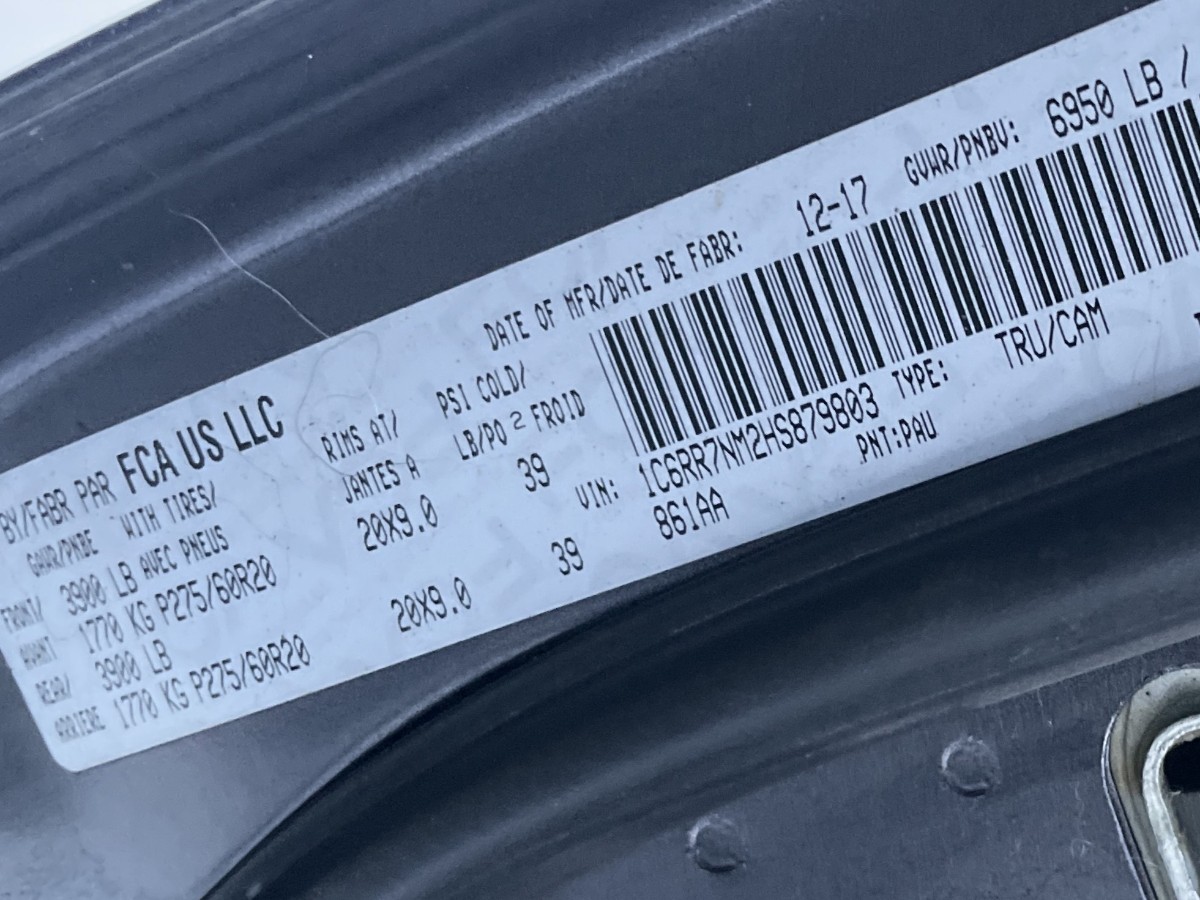 BY/FABR PAR FCA US LLC
DATE OF MFR/DATE DE FABR: 12-17
GVWR/PNBV: 6950 LB /
GAWR/PNBE
WITH TIRES/
AVEC PNEUS
RIMS AT/
JANTES A
PSI COLD/
LB/PO² FROID
FRONT/ 3900 LB
AVANT 1770 KG P275/60R20 20X9.0 39
REAR/ 3900 LB
ARRIERE 1770 KG P275/60R20 20X9.0 39
VIN: 1C6RR7NM2HS879803 TYPE: TRU/CAM
861AA PNT:PAU